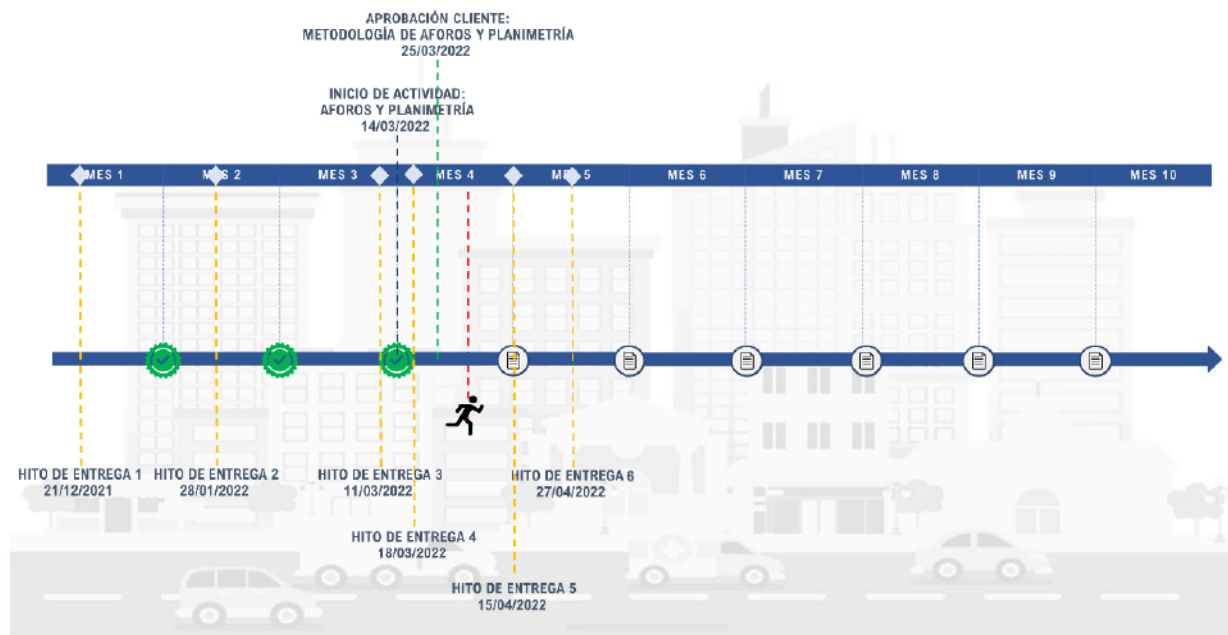 APROBACIÓN CLIENTE:
METODOLOGÍA DE AFOROS Y PLANIMETRÍA
25/03/2022
INICIO DE ACTIVIDAD:
AFOROS Y PLANIMETRÍA
14/03/2022
MES 1 MES 2 MES 3 MES 4 MES 5 MES 6 MES 7 MES 8 MES 9 MES 10
HITO DE ENTREGA 1
21/12/2021
HITO DE ENTREGA 2
28/01/2022
HITO DE ENTREGA 3
11/03/2022
HITO DE ENTREGA 6
27/04/2022
HITO DE ENTREGA 4
18/03/2022
HITO DE ENTREGA 5
15/04/2022